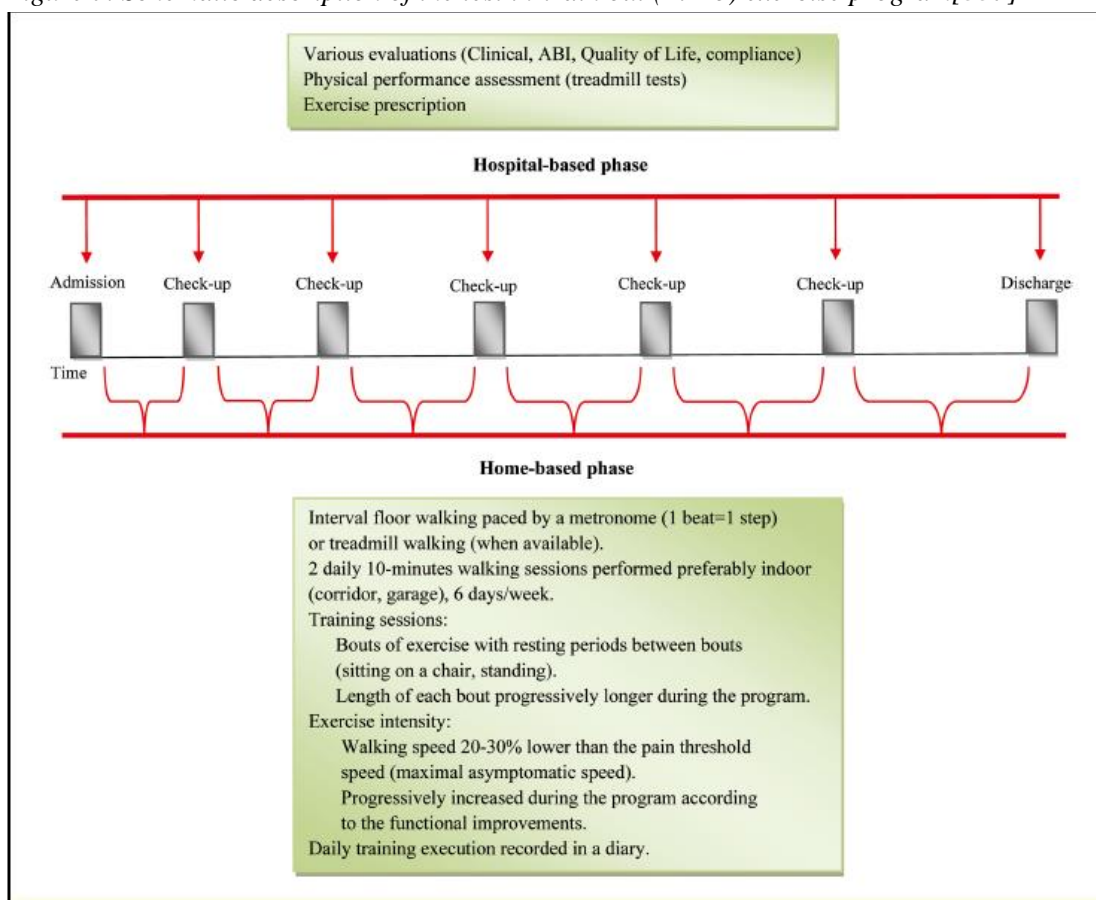 Various evaluations (Clinical, ABI, Quality of Life, compliance)
Physical performance assessment (treadmill tests)
Exercise prescription
Hospital-based phase
Admission
Check-up
Check-up
Check-up
Check-up
Check-up
Discharge
Time
Home-based phase
Interval floor walking paced by a metronome (1 beat=1 step)
or treadmill walking (when available).
2 daily 10-minutes walking sessions performed preferably indoor
(corridor, garage), 6 days/week.
Training sessions:
Bouts of exercise with resting periods between bouts
(sitting on a chair, standing).
Length of each bout progressively longer during the program.
Exercise intensity:
Walking speed 20-30% lower than the pain threshold
speed (maximal asymptomatic speed).
Progressively increased during the program according
to the functional improvements.
Daily training execution recorded in a diary.